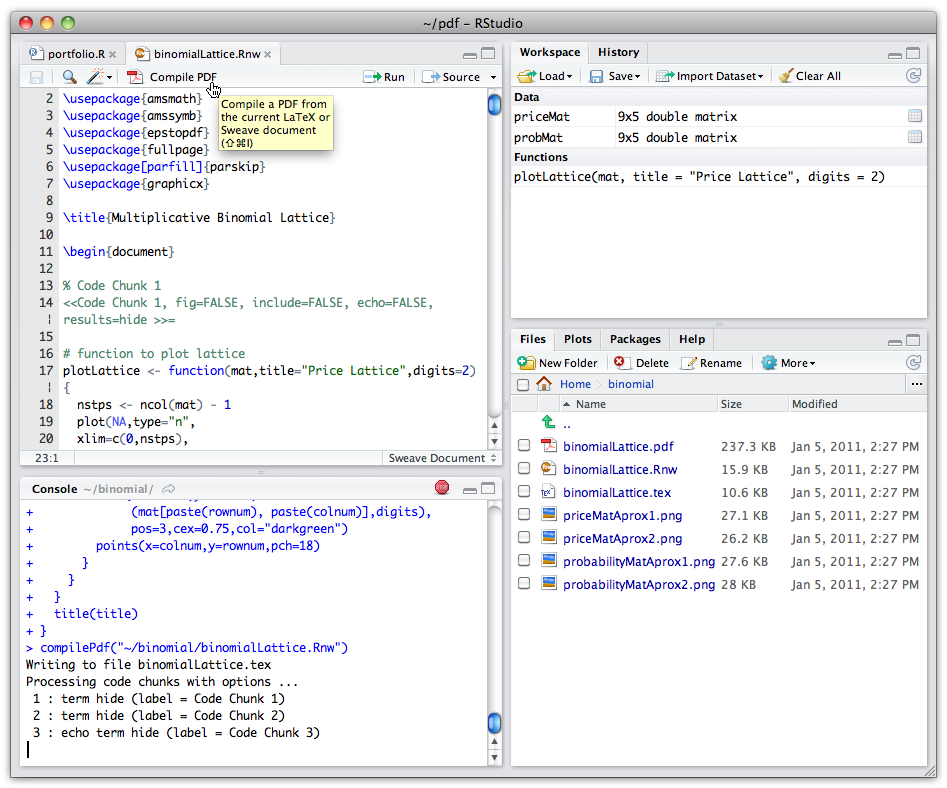 ~/pdf – RStudio
portfolio.R
binomialLattice.Rnw
Compile PDF
Run
Source
2 \usepackage{amsmath}
3 \usepackage{amssymb}
4 \usepackage{epstopdf}
5 \usepackage{fullpage}
6 \usepackage[parfill]{parskip}
7 \usepackage{graphicx}
8
9 \title{Multiplicative Binomial Lattice}
10
11 \begin{document}
12
13 % Code Chunk 1
14 <<Code Chunk 1, fig=FALSE, include=FALSE, echo=FALSE,
results=hide >>=
15
16 # function to plot lattice
17 plotLattice <- function(mat,title="Price Lattice",digits=2)
{
18 nstps <- ncol(mat) - 1
19 plot(NA,type="n",
20 xlim=c(0,nstps),
Compile a PDF from
the current LaTeX or
Sweave document
(⇧⌘I)
23:1
Sweave Document
Console ~/binomial/
STOP
+ (mat[paste(rownum), paste(colnum)],digits),
+ pos=3,cex=0.75,col="darkgreen")
+ points(x=colnum,y=rownum,pch=18)
+ }
+ }
+ }
+ title(title)
+ }
> compilePdf("~/binomial/binomialLattice.Rnw")
Writing to file binomialLattice.tex
Processing code chunks with options ...
1 : term hide (label = Code Chunk 1)
2 : term hide (label = Code Chunk 2)
3 : echo term hide (label = Code Chunk 3)
Workspace History
Load Save Import Dataset Clear All
Data
priceMat 9x5 double matrix
probMat 9x5 double matrix
Functions
plotLattice(mat, title = "Price Lattice", digits = 2)
Files Plots Packages Help
New Folder Delete Rename More
Home binomial ...
Name Size Modified
..
binomialLattice.pdf 237.3 KB Jan 5, 2011, 2:27 PM
binomialLattice.Rnw 15.9 KB Jan 5, 2011, 2:27 PM
binomialLattice.tex 10.6 KB Jan 5, 2011, 2:27 PM
priceMatAprox1.png 27.1 KB Jan 5, 2011, 2:27 PM
priceMatAprox2.png 26.2 KB Jan 5, 2011, 2:27 PM
probabilityMatAprox1.png 27.6 KB Jan 5, 2011, 2:27 PM
probabilityMatAprox2.png 28 KB Jan 5, 2011, 2:27 PM